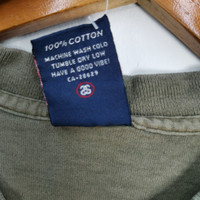 100% COTTON
MACHINE WASH COLD
TUMBLE DRY LOW
HAVE A GOOD VIBE!
CA-28629